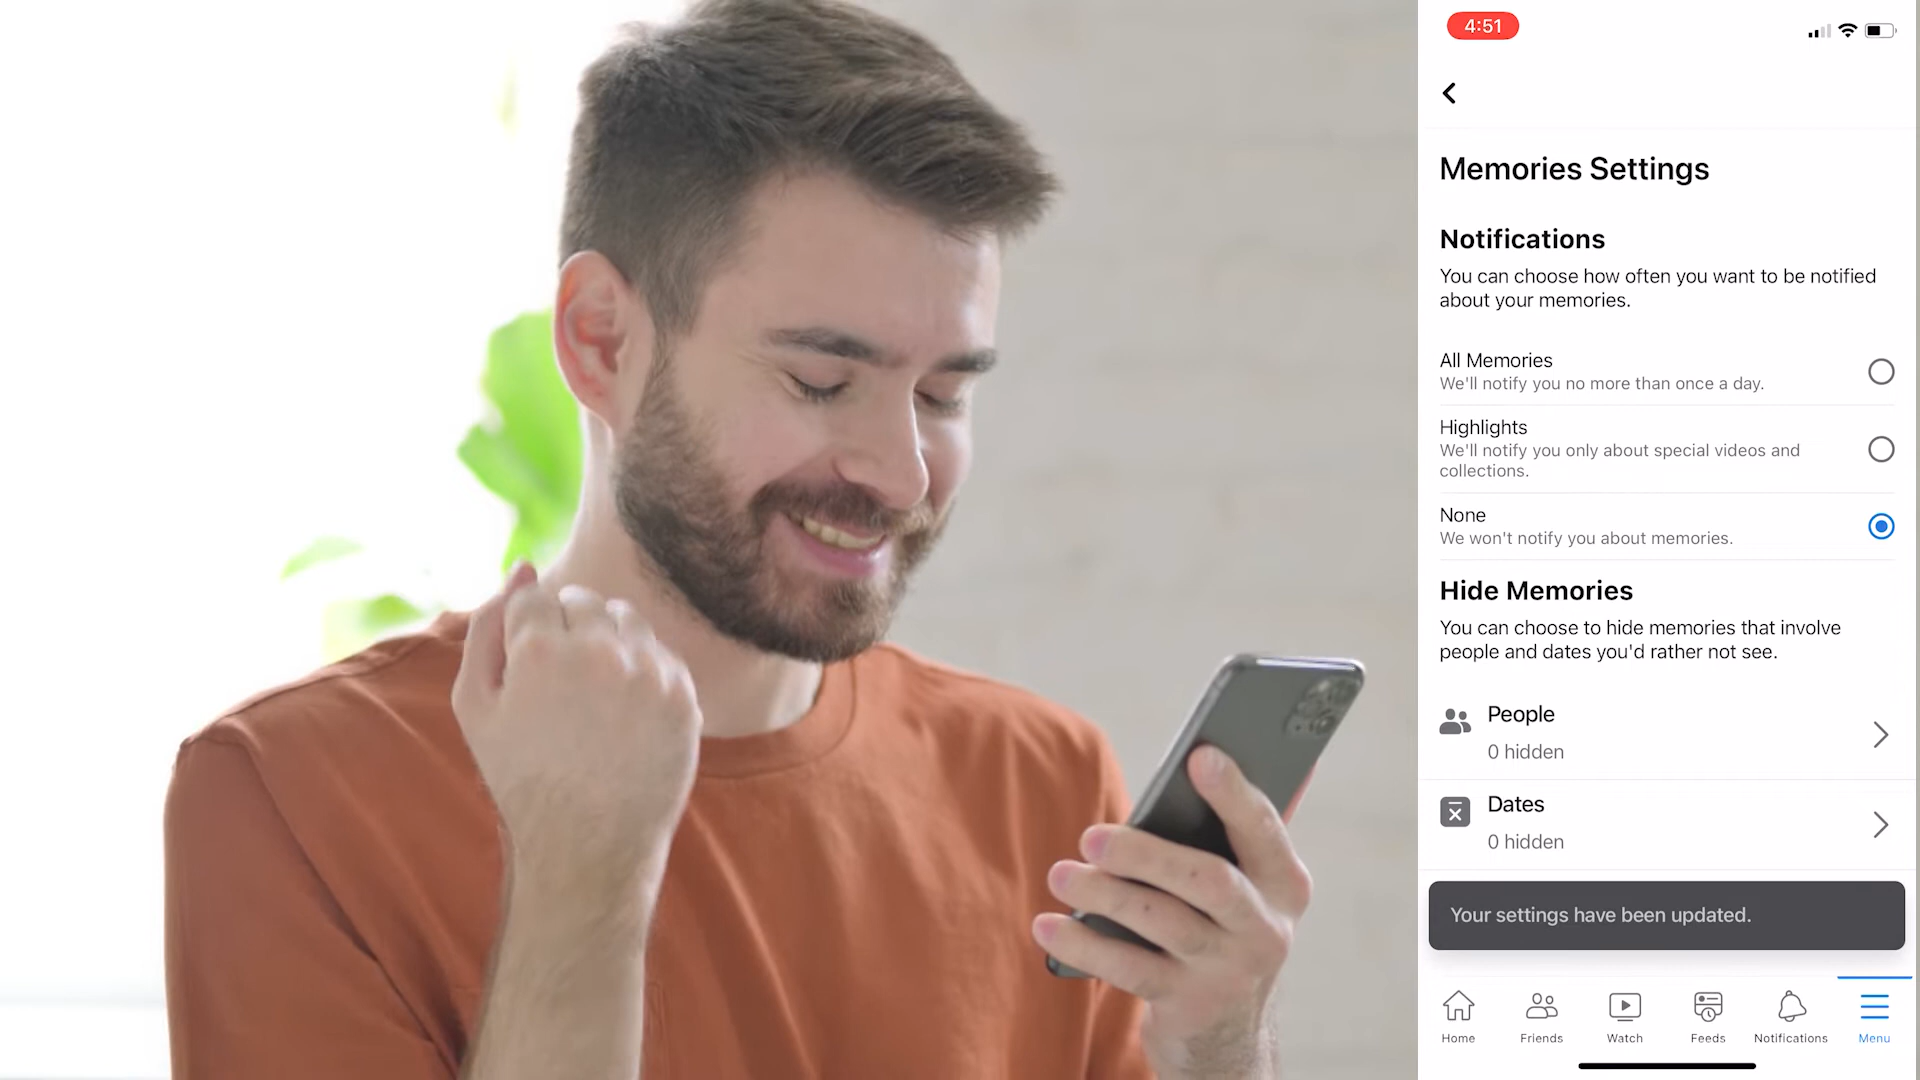 4:51
Memories Settings
Notifications
You can choose how often you want to be notified
about your memories.
All Memories
We'll notify you no more than once a day.
Highlights
We'll notify you only about special videos and
collections.
None
We won't notify you about memories.
Hide Memories
You can choose to hide memories that involve
people and dates you'd rather not see.
People
0 hidden
Dates
0 hidden
Your settings have been updated.
Home Friends Watch Feeds Notifications Menu